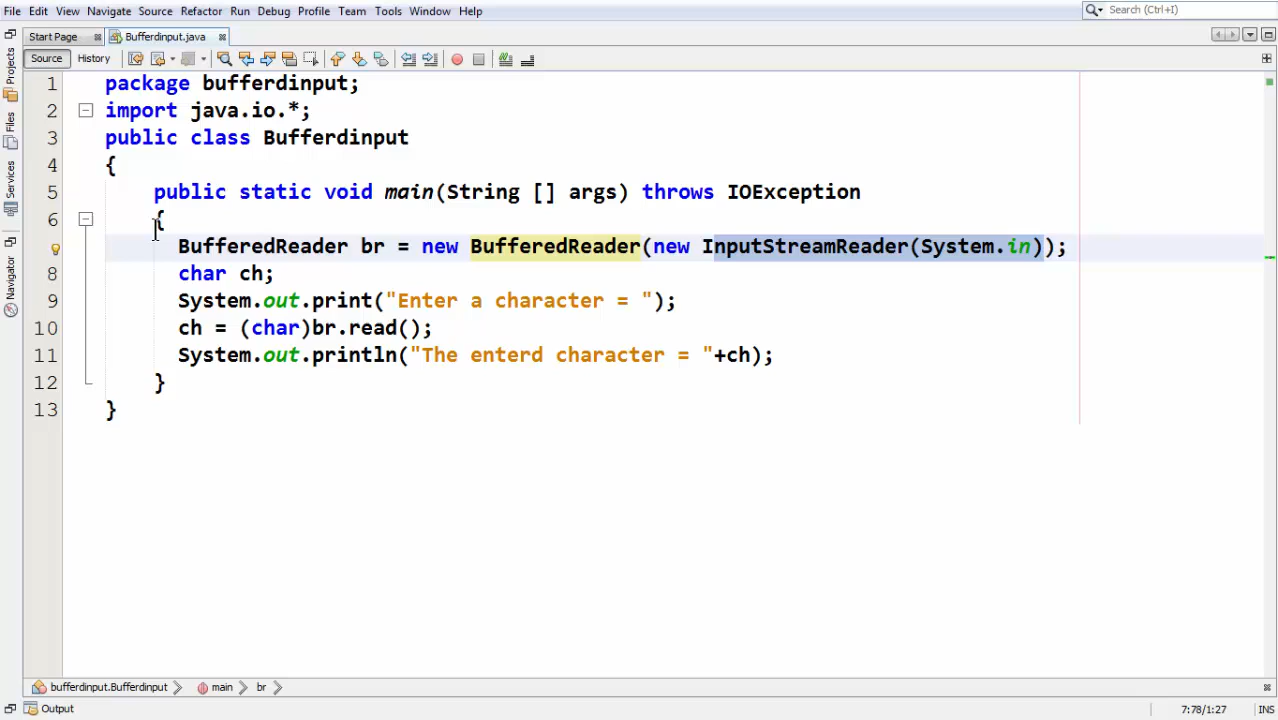 File Edit View Navigate Source Refactor Run Debug Profile Team Tools Window Help
Search (Ctrl+I)
Start Page
Bufferdinput.java
Source History
Projects
Files
Services
Navigator
1 package bufferdinput;
2 import java.io.*;
3 public class Bufferdinput
4 {
5 public static void main(String [] args) throws IOException
6 {
BufferedReader br = new BufferedReader(new InputStreamReader(System.in));
8 char ch;
9 System.out.print("Enter a character = ");
10 ch = (char)br.read();
11 System.out.println("The enterd character = "+ch);
12 }
13 }
bufferdinput.Bufferdinput main br
Output
7:78/1:27 INS